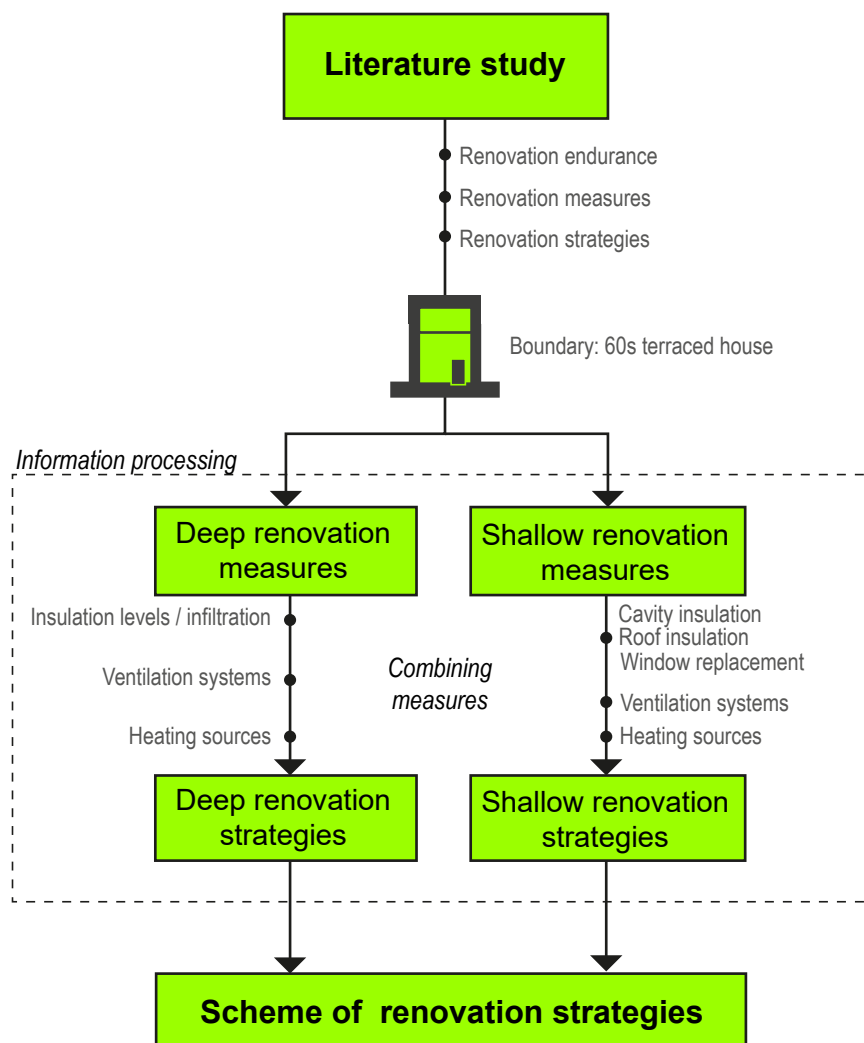 Literature study
Renovation endurance
Renovation measures
Renovation strategies
Boundary: 60s terraced house
Information processing
Deep renovation
measures
Shallow renovation
measures
Insulation levels / infiltration
Ventilation systems
Heating sources
Combining
measures
Cavity insulation
Roof insulation
Window replacement
Ventilation systems
Heating sources
Deep renovation
strategies
Shallow renovation
strategies
Scheme of renovation strategies